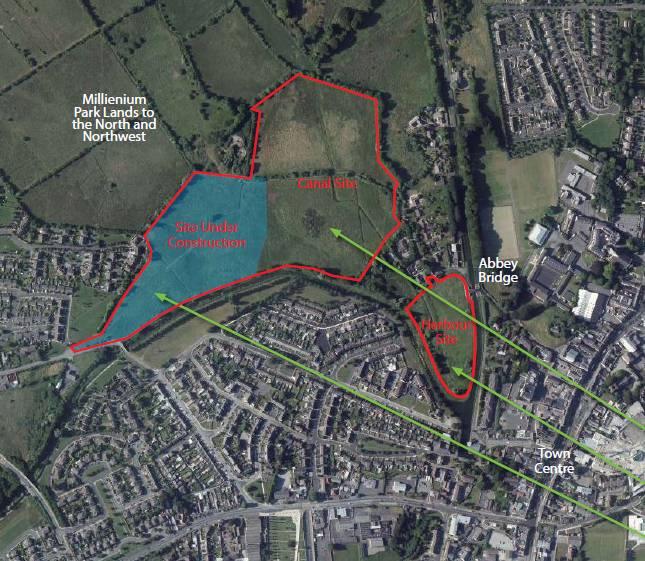 Millienium
Park Lands to
the North and
Northwest
Canal Site
Site Under
Construction
Abbey
Bridge
Harbour
Site
Town
Centre